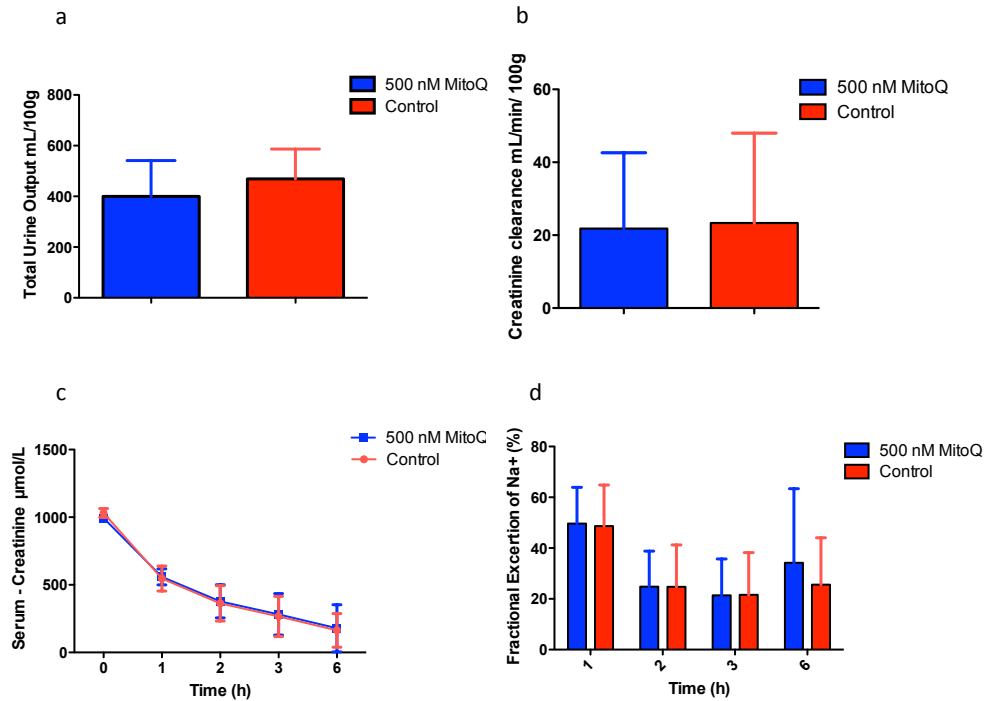 a
500 nM MitoQ
Control
Total Urine Output mL/100g
800
600
400
200
0
b
500 nM MitoQ
Control
Creatinine clearance mL/min/ 100g
60
40
20
0
c
500 nM MitoQ
Control
Serum - Creatinine µmol/L
1500
1000
500
0
0 1 2 3 6
Time (h)
d
500 nM MitoQ
Control
Fractional Excertion of Na+ (%)
80
60
40
20
0
1 2 3 6
Time (h)